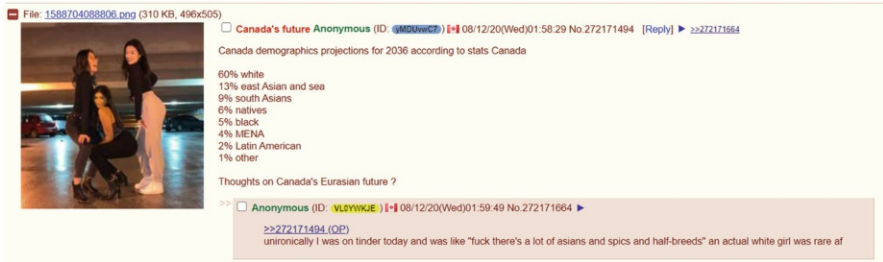 File: 1588704088806.png (310 KB, 496x505)
Canada's future Anonymous (ID: yMDUvwC7) 08/12/20(Wed)01:58:29 No.272171494 [Reply] ▶ >>272171664
Canada demographics projections for 2036 according to stats Canada
60% white
13% east Asian and sea
9% south Asians
6% natives
5% black
4% MENA
2% Latin American
1% other
Thoughts on Canada's Eurasian future ?
>> Anonymous (ID: VL0YWKJE) 08/12/20(Wed)01:59:49 No.272171664 ▶
>>272171494 (OP)
unironically I was on tinder today and was like "fuck there's a lot of asians and spics and half-breeds" an actual white girl was rare af